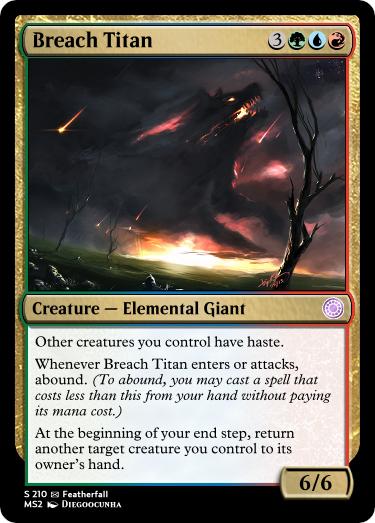 Breach Titan 3
Creature — Elemental Giant
Other creatures you control have haste.
Whenever Breach Titan enters or attacks,
abound. (To abound, you may cast a spell that
costs less than this from your hand without paying
its mana cost.)
At the beginning of your end step, return
another target creature you control to its
owner's hand.
6/6
S 210 Featherfall
MS2 Diegoocunha